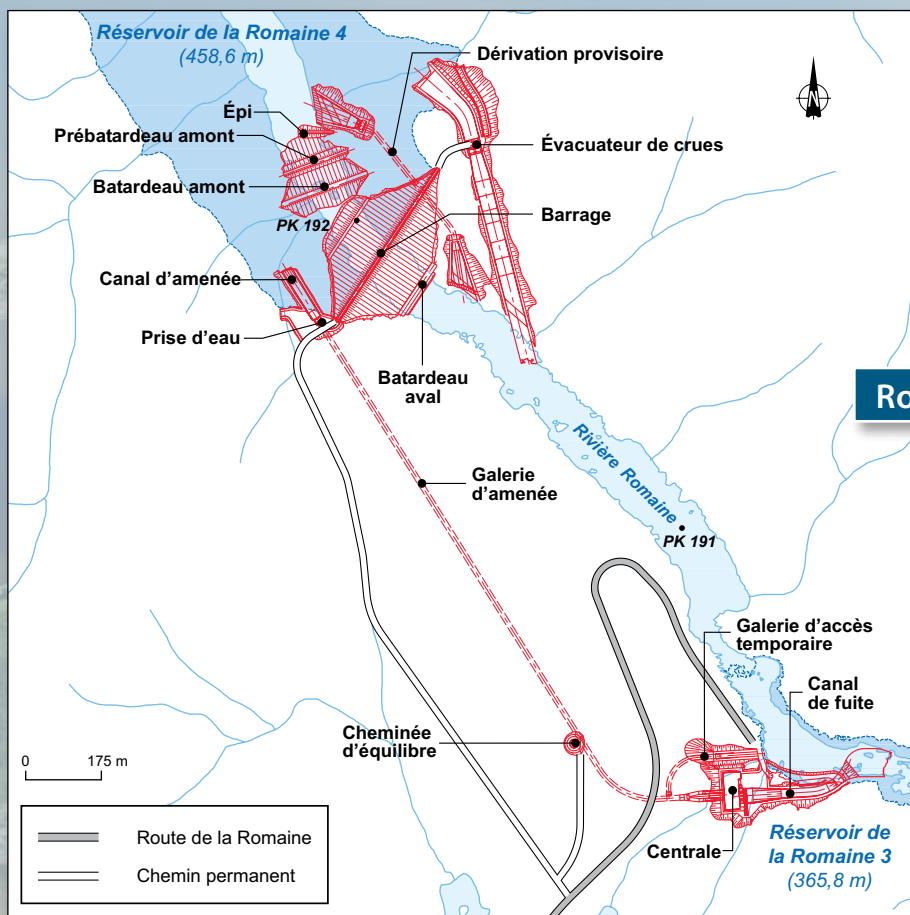 Réservoir de la Romaine 4
(458,6 m)
Dérivation provisoire
Épi
Prébatardeau amont
Évacuateur de crues
Batardeau amont
Barrage
PK 192
Canal d'amenée
Prise d'eau
Batardeau
aval
Ro
Rivière Romaine
Galerie
d'amenée
PK 191
Galerie d'accès
temporaire
Canal
de fuite
Cheminée
d'équilibre
0 175 m
Route de la Romaine
Centrale
Réservoir de
la Romaine 3
(365,8 m)
Chemin permanent
N